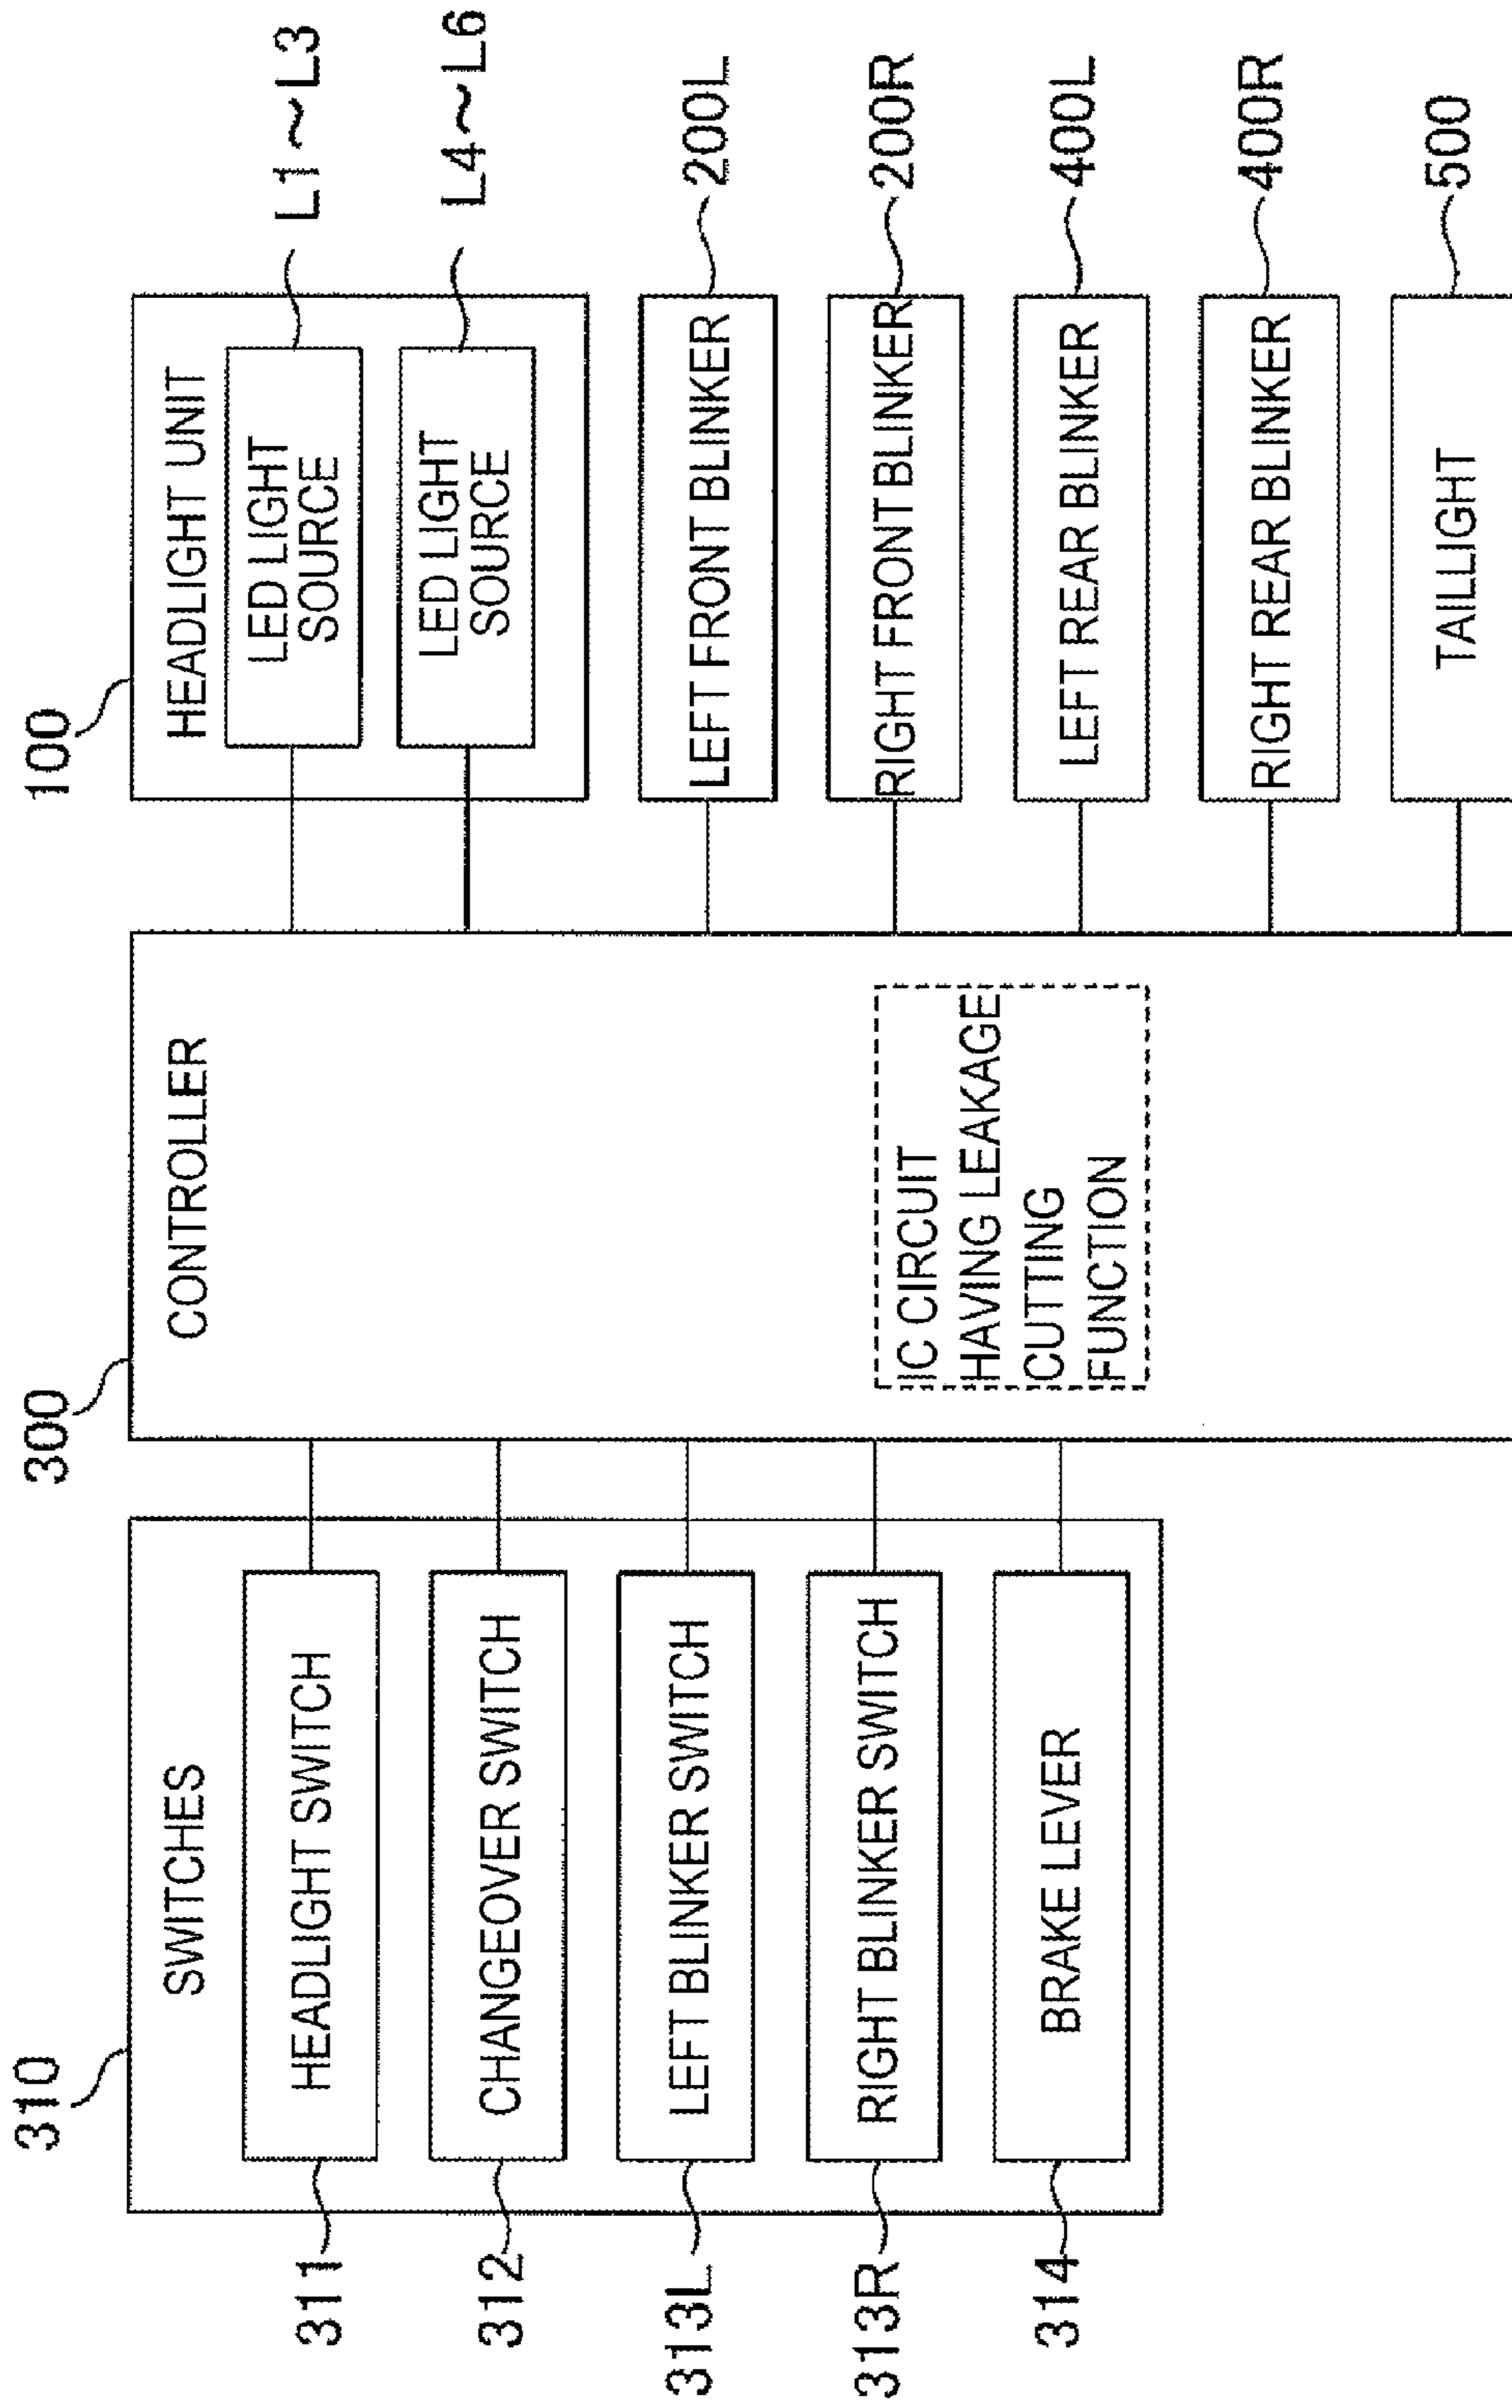 310
SWITCHES
311
HEADLIGHT SWITCH
312
CHANGEOVER SWITCH
313L
LEFT BLINKER SWITCH
313R
RIGHT BLINKER SWITCH
314
BRAKE LEVER
300
CONTROLLER
IC CIRCUIT
HAVING LEAKAGE
CUTTING
FUNCTION
100
HEADLIGHT UNIT
LED LIGHT
SOURCE
L1~L3
LED LIGHT
SOURCE
L4~L6
LEFT FRONT BLINKER
200L
RIGHT FRONT BLINKER
200R
LEFT REAR BLINKER
400L
RIGHT REAR BLINKER
400R
TAILLIGHT
500